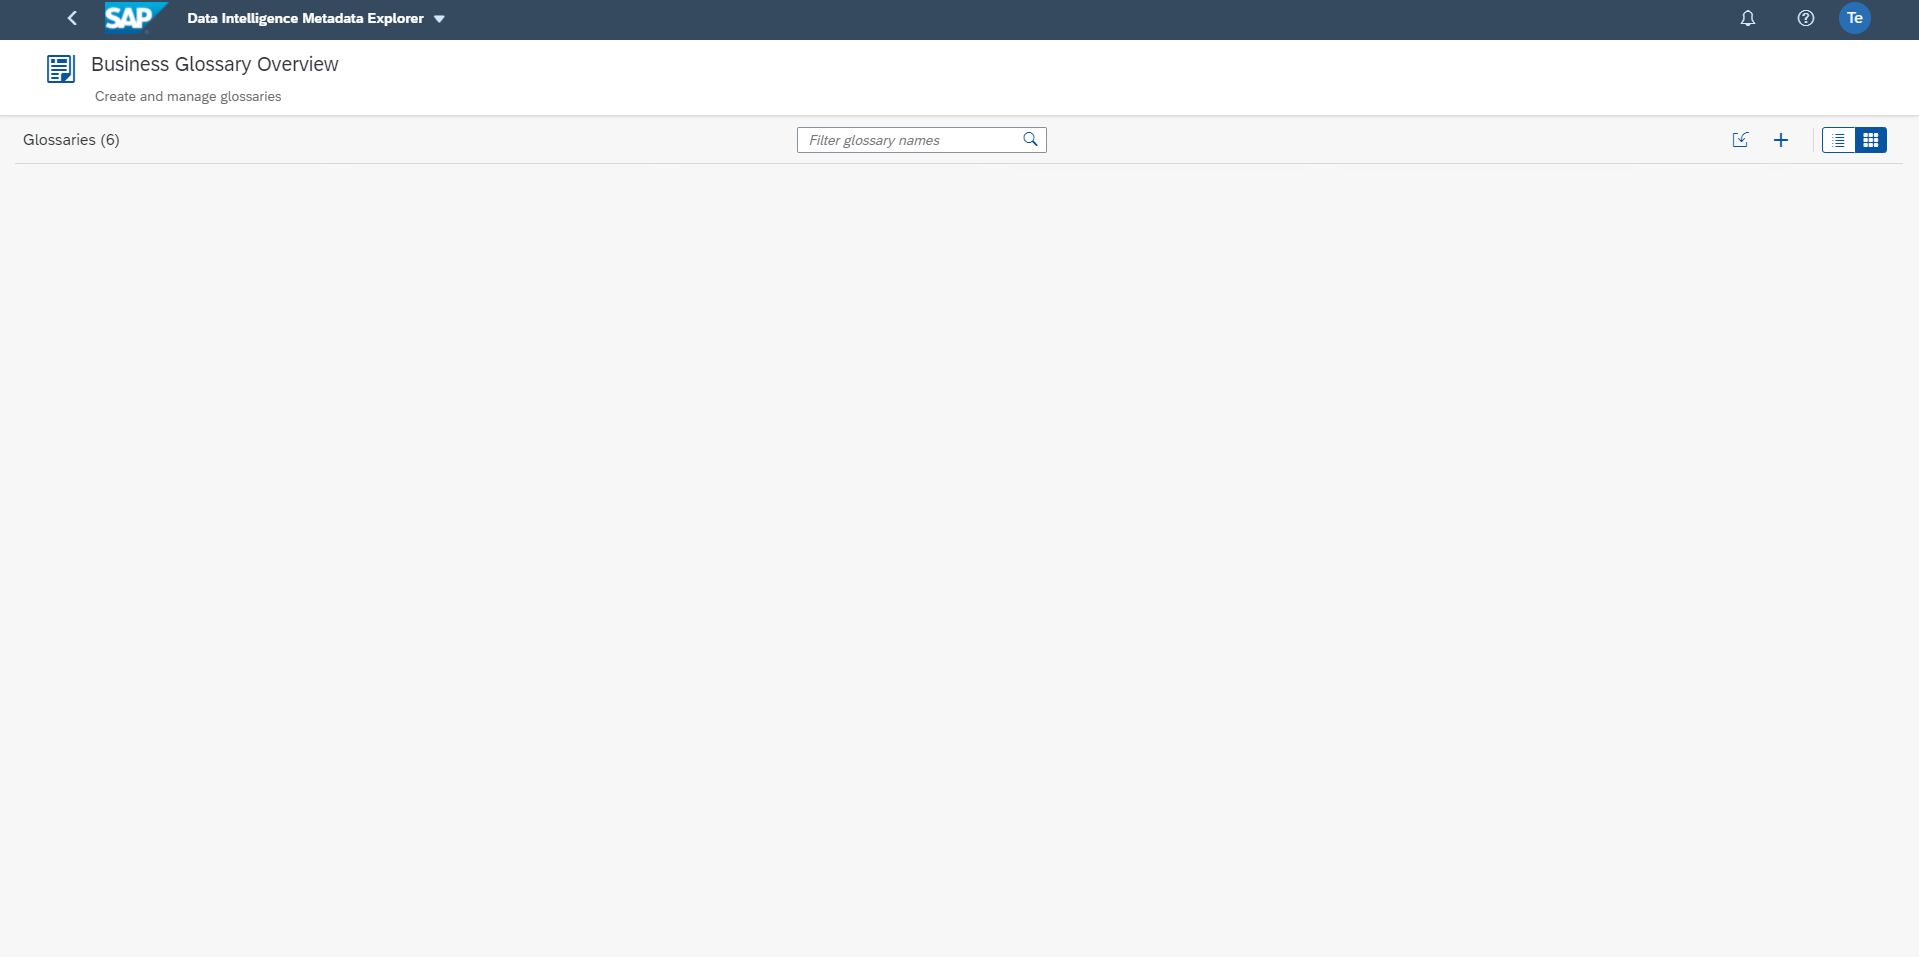 SAP Data Intelligence Metadata Explorer
Te
Business Glossary Overview
Create and manage glossaries
Glossaries (6)
Filter glossary names